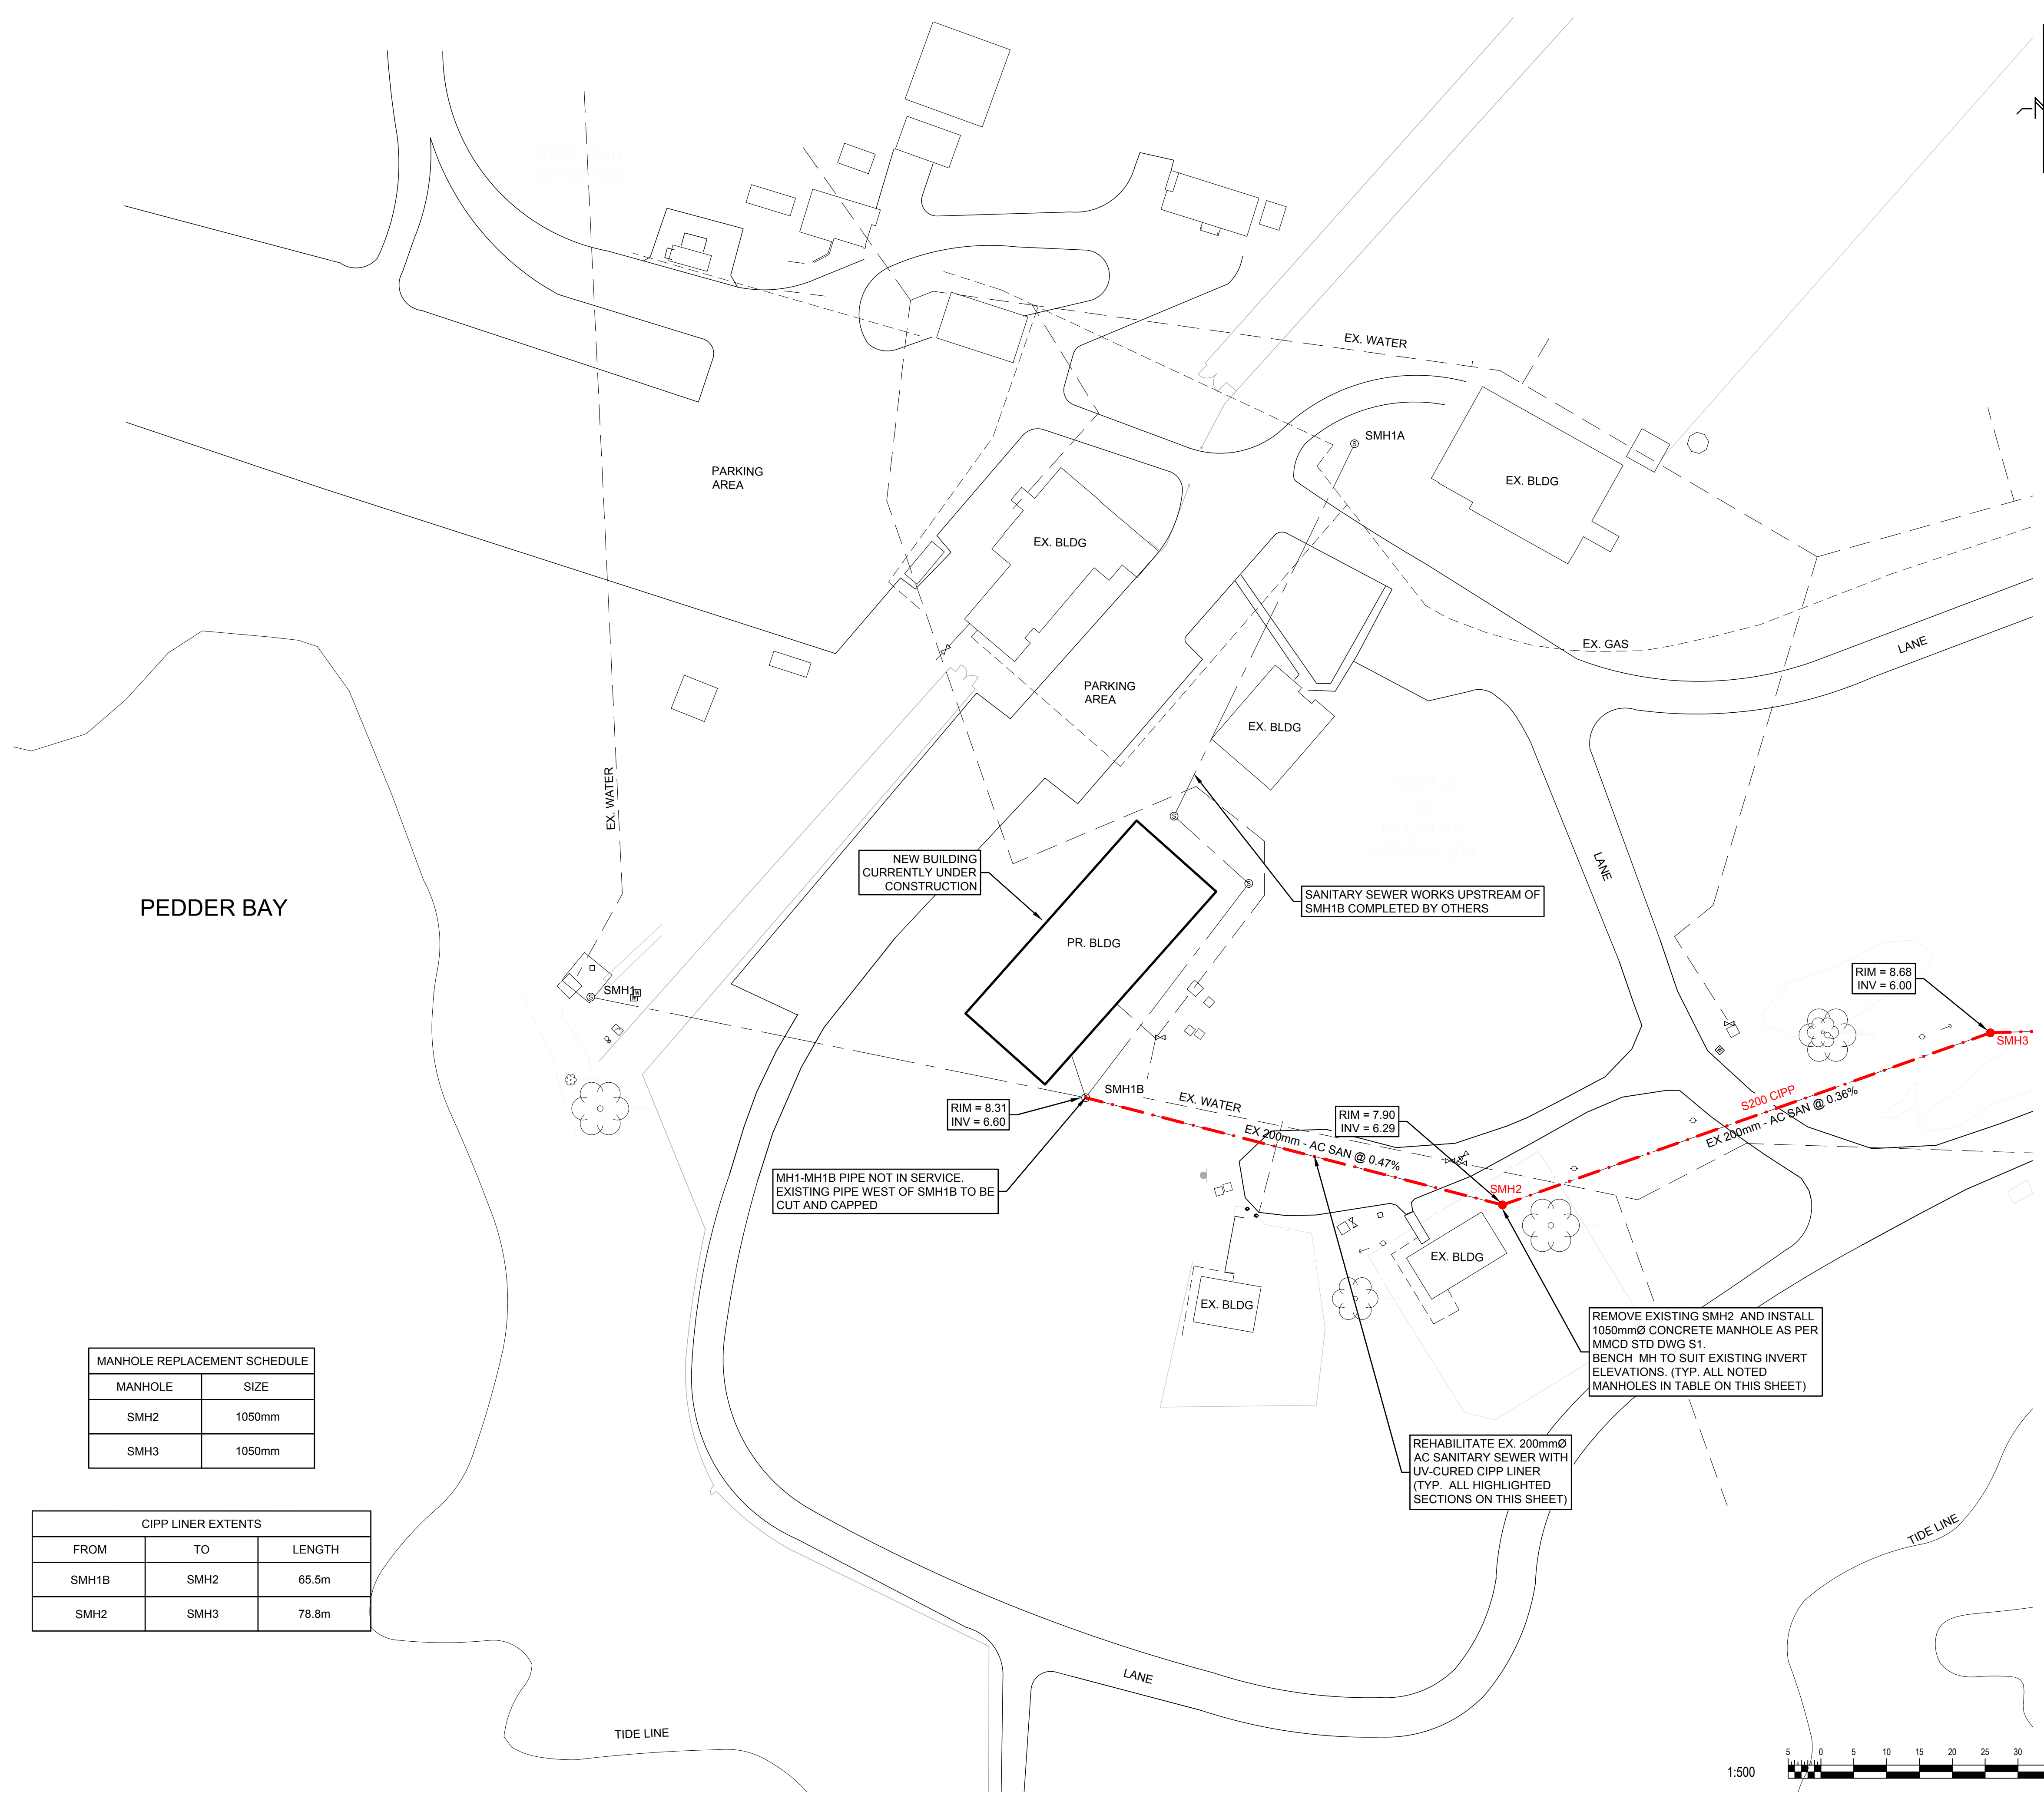 EX. WATER
SMH1A
PARKING
AREA
EX. BLDG
EX. BLDG
EX. GAS
LANE
PARKING
AREA
EX. BLDG
EX. WATER
NEW BUILDING
CURRENTLY UNDER
CONSTRUCTION
LANE
SANITARY SEWER WORKS UPSTREAM OF
SMH1B COMPLETED BY OTHERS
PEDDER BAY
PR. BLDG
RIM = 8.68
INV = 6.00
SMH1
SMH3
SMH1B
EX. WATER
S200 CIPP
EX 200mm - AC SAN @ 0.36%
RIM = 8.31
INV = 6.60
RIM = 7.90
INV = 6.29
EX 200mm - AC SAN @ 0.47%
MH1-MH1B PIPE NOT IN SERVICE.
EXISTING PIPE WEST OF SMH1B TO BE
CUT AND CAPPED
SMH2
EX. BLDG
EX. BLDG
REMOVE EXISTING SMH2 AND INSTALL
1050mmØ CONCRETE MANHOLE AS PER
MMCD STD DWG S1.
BENCH MH TO SUIT EXISTING INVERT
ELEVATIONS. (TYP. ALL NOTED
MANHOLES IN TABLE ON THIS SHEET)
MANHOLE REPLACEMENT SCHEDULE
MANHOLE SIZE
SMH2 1050mm
SMH3 1050mm
REHABILITATE EX. 200mmØ
AC SANITARY SEWER WITH
UV-CURED CIPP LINER
(TYP. ALL HIGHLIGHTED
SECTIONS ON THIS SHEET)
CIPP LINER EXTENTS
FROM TO LENGTH
SMH1B SMH2 65.5m
SMH2 SMH3 78.8m
TIDE LINE
LANE
TIDE LINE
1:500
5 0 5 10 15 20 25 30